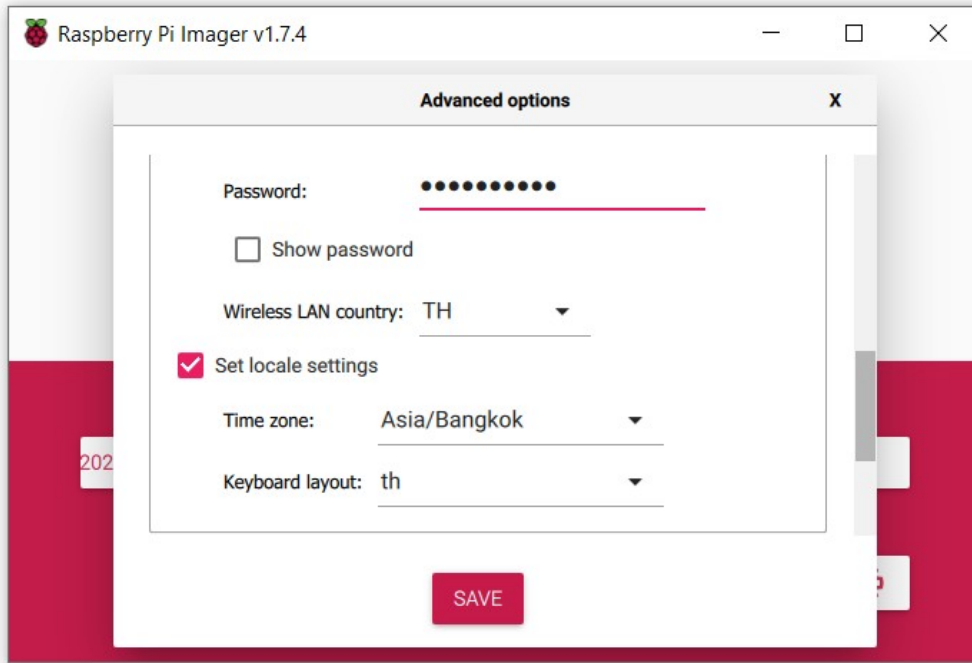 Raspberry Pi Imager v1.7.4
Advanced options X
Password: ••••••••••
Show password
Wireless LAN country: TH
Set locale settings
Time zone: Asia/Bangkok
202
Keyboard layout: th
SAVE